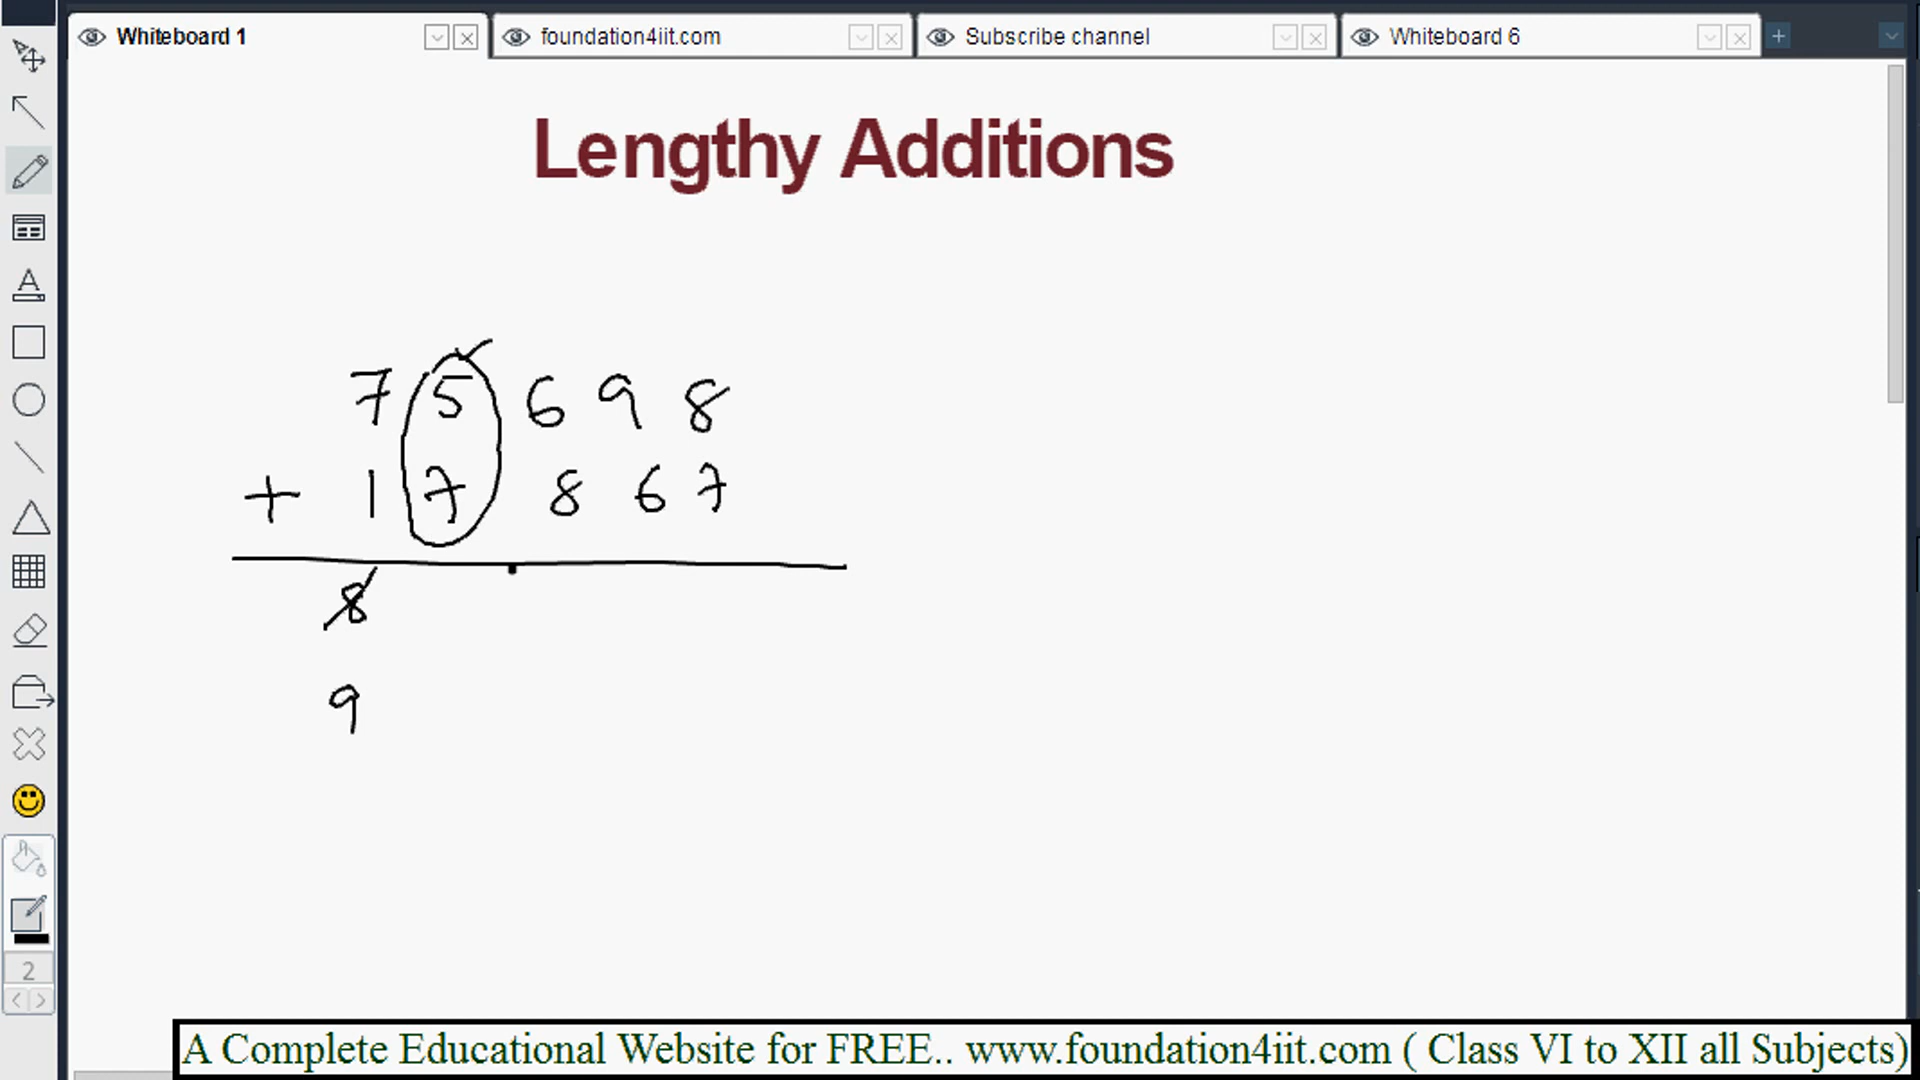 Whiteboard 1 foundation4iit.com Subscribe channel Whiteboard 6
Lengthy Additions
7 5 6 9 8
+ 1 7 8 6 7
8
9
2
A Complete Educational Website for FREE.. www.foundation4iit.com ( Class VI to XII all Subjects)